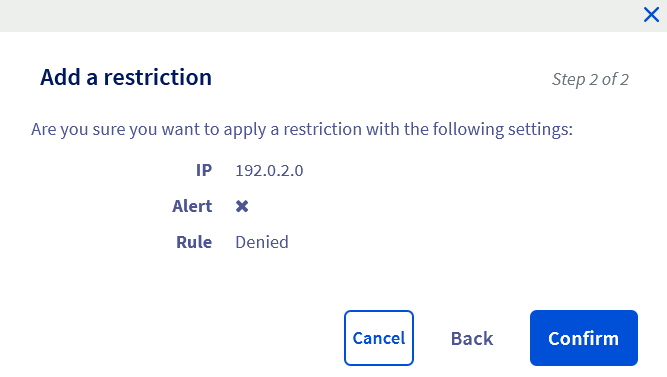 Add a restriction
Step 2 of 2
Are you sure you want to apply a restriction with the following settings:
IP 192.0.2.0
Alert ✖
Rule Denied
Cancel Back Confirm